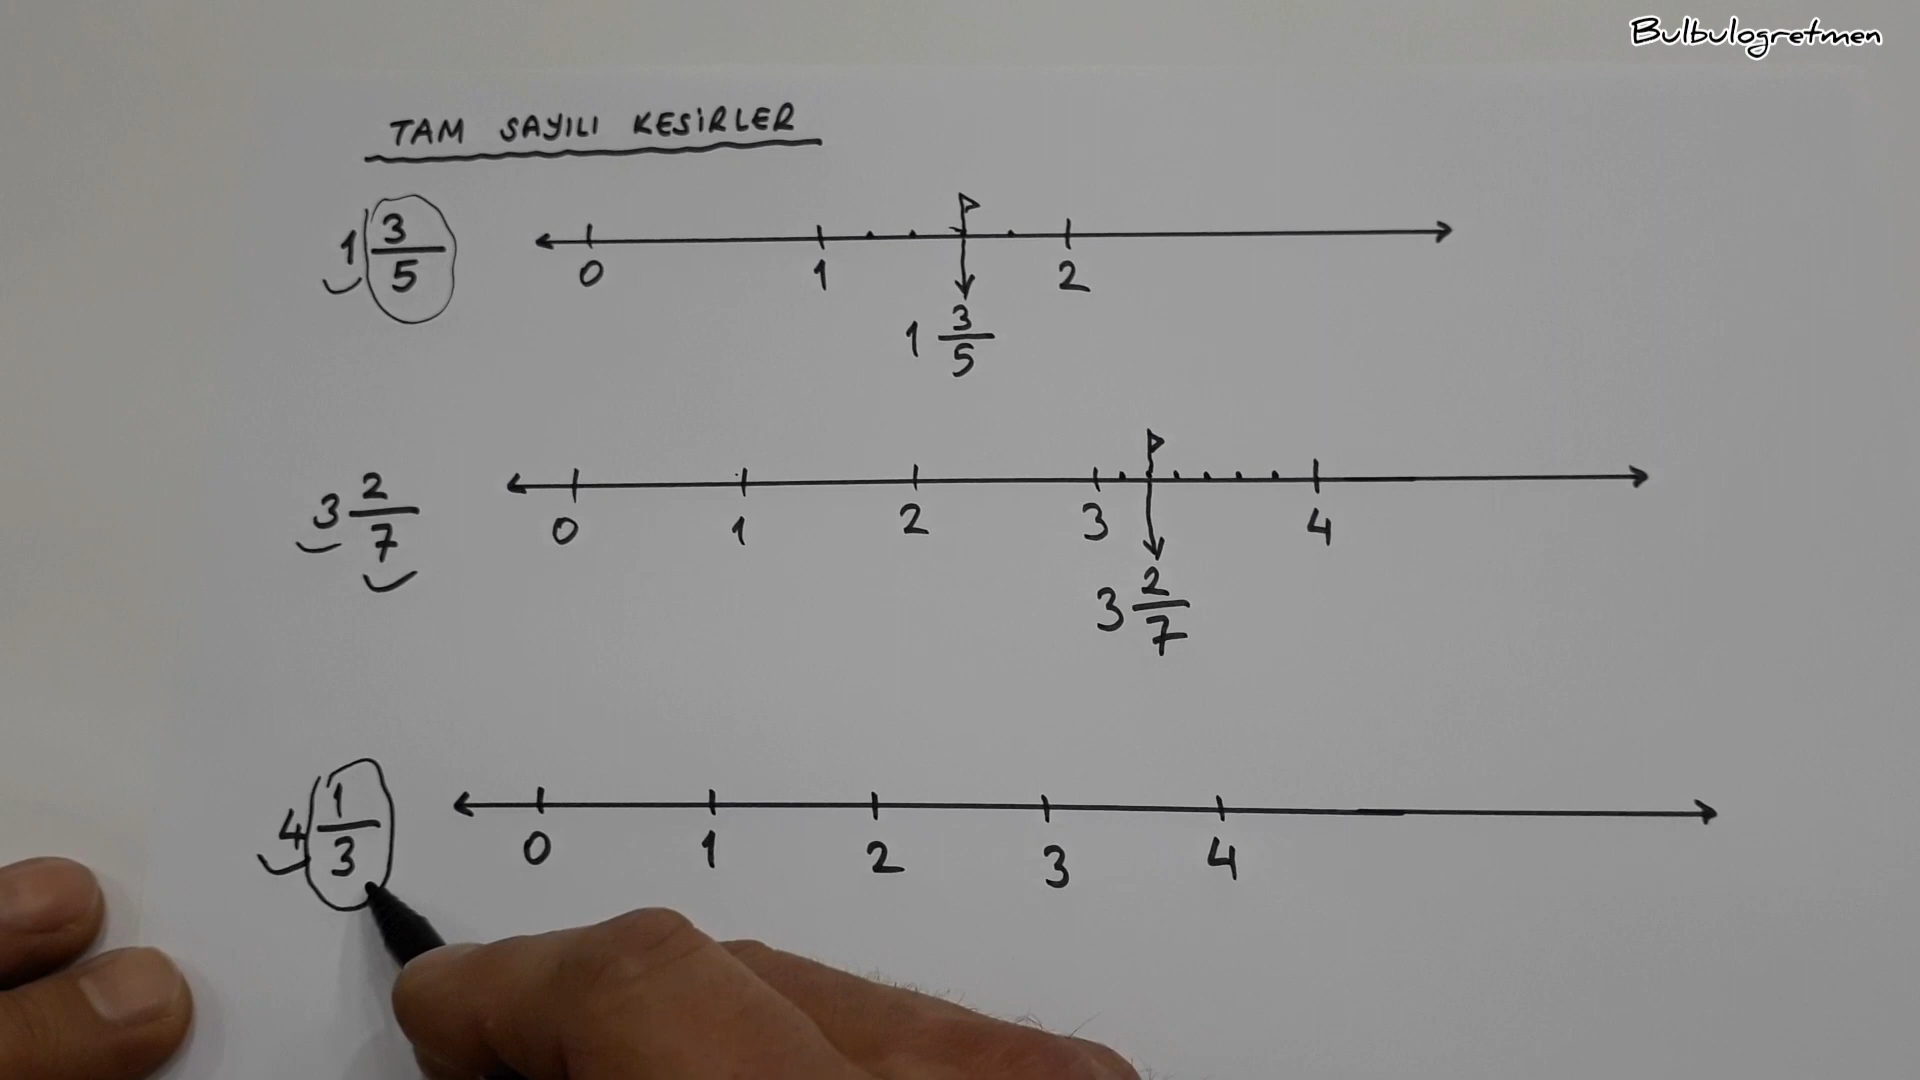 Bulbulogretmen
TAM SAYILI KESİRLER
1 3/5
0 1 2
1 3/5
3 2/7
0 1 2 3 4
3 2/7
4 1/3
0 1 2 3 4